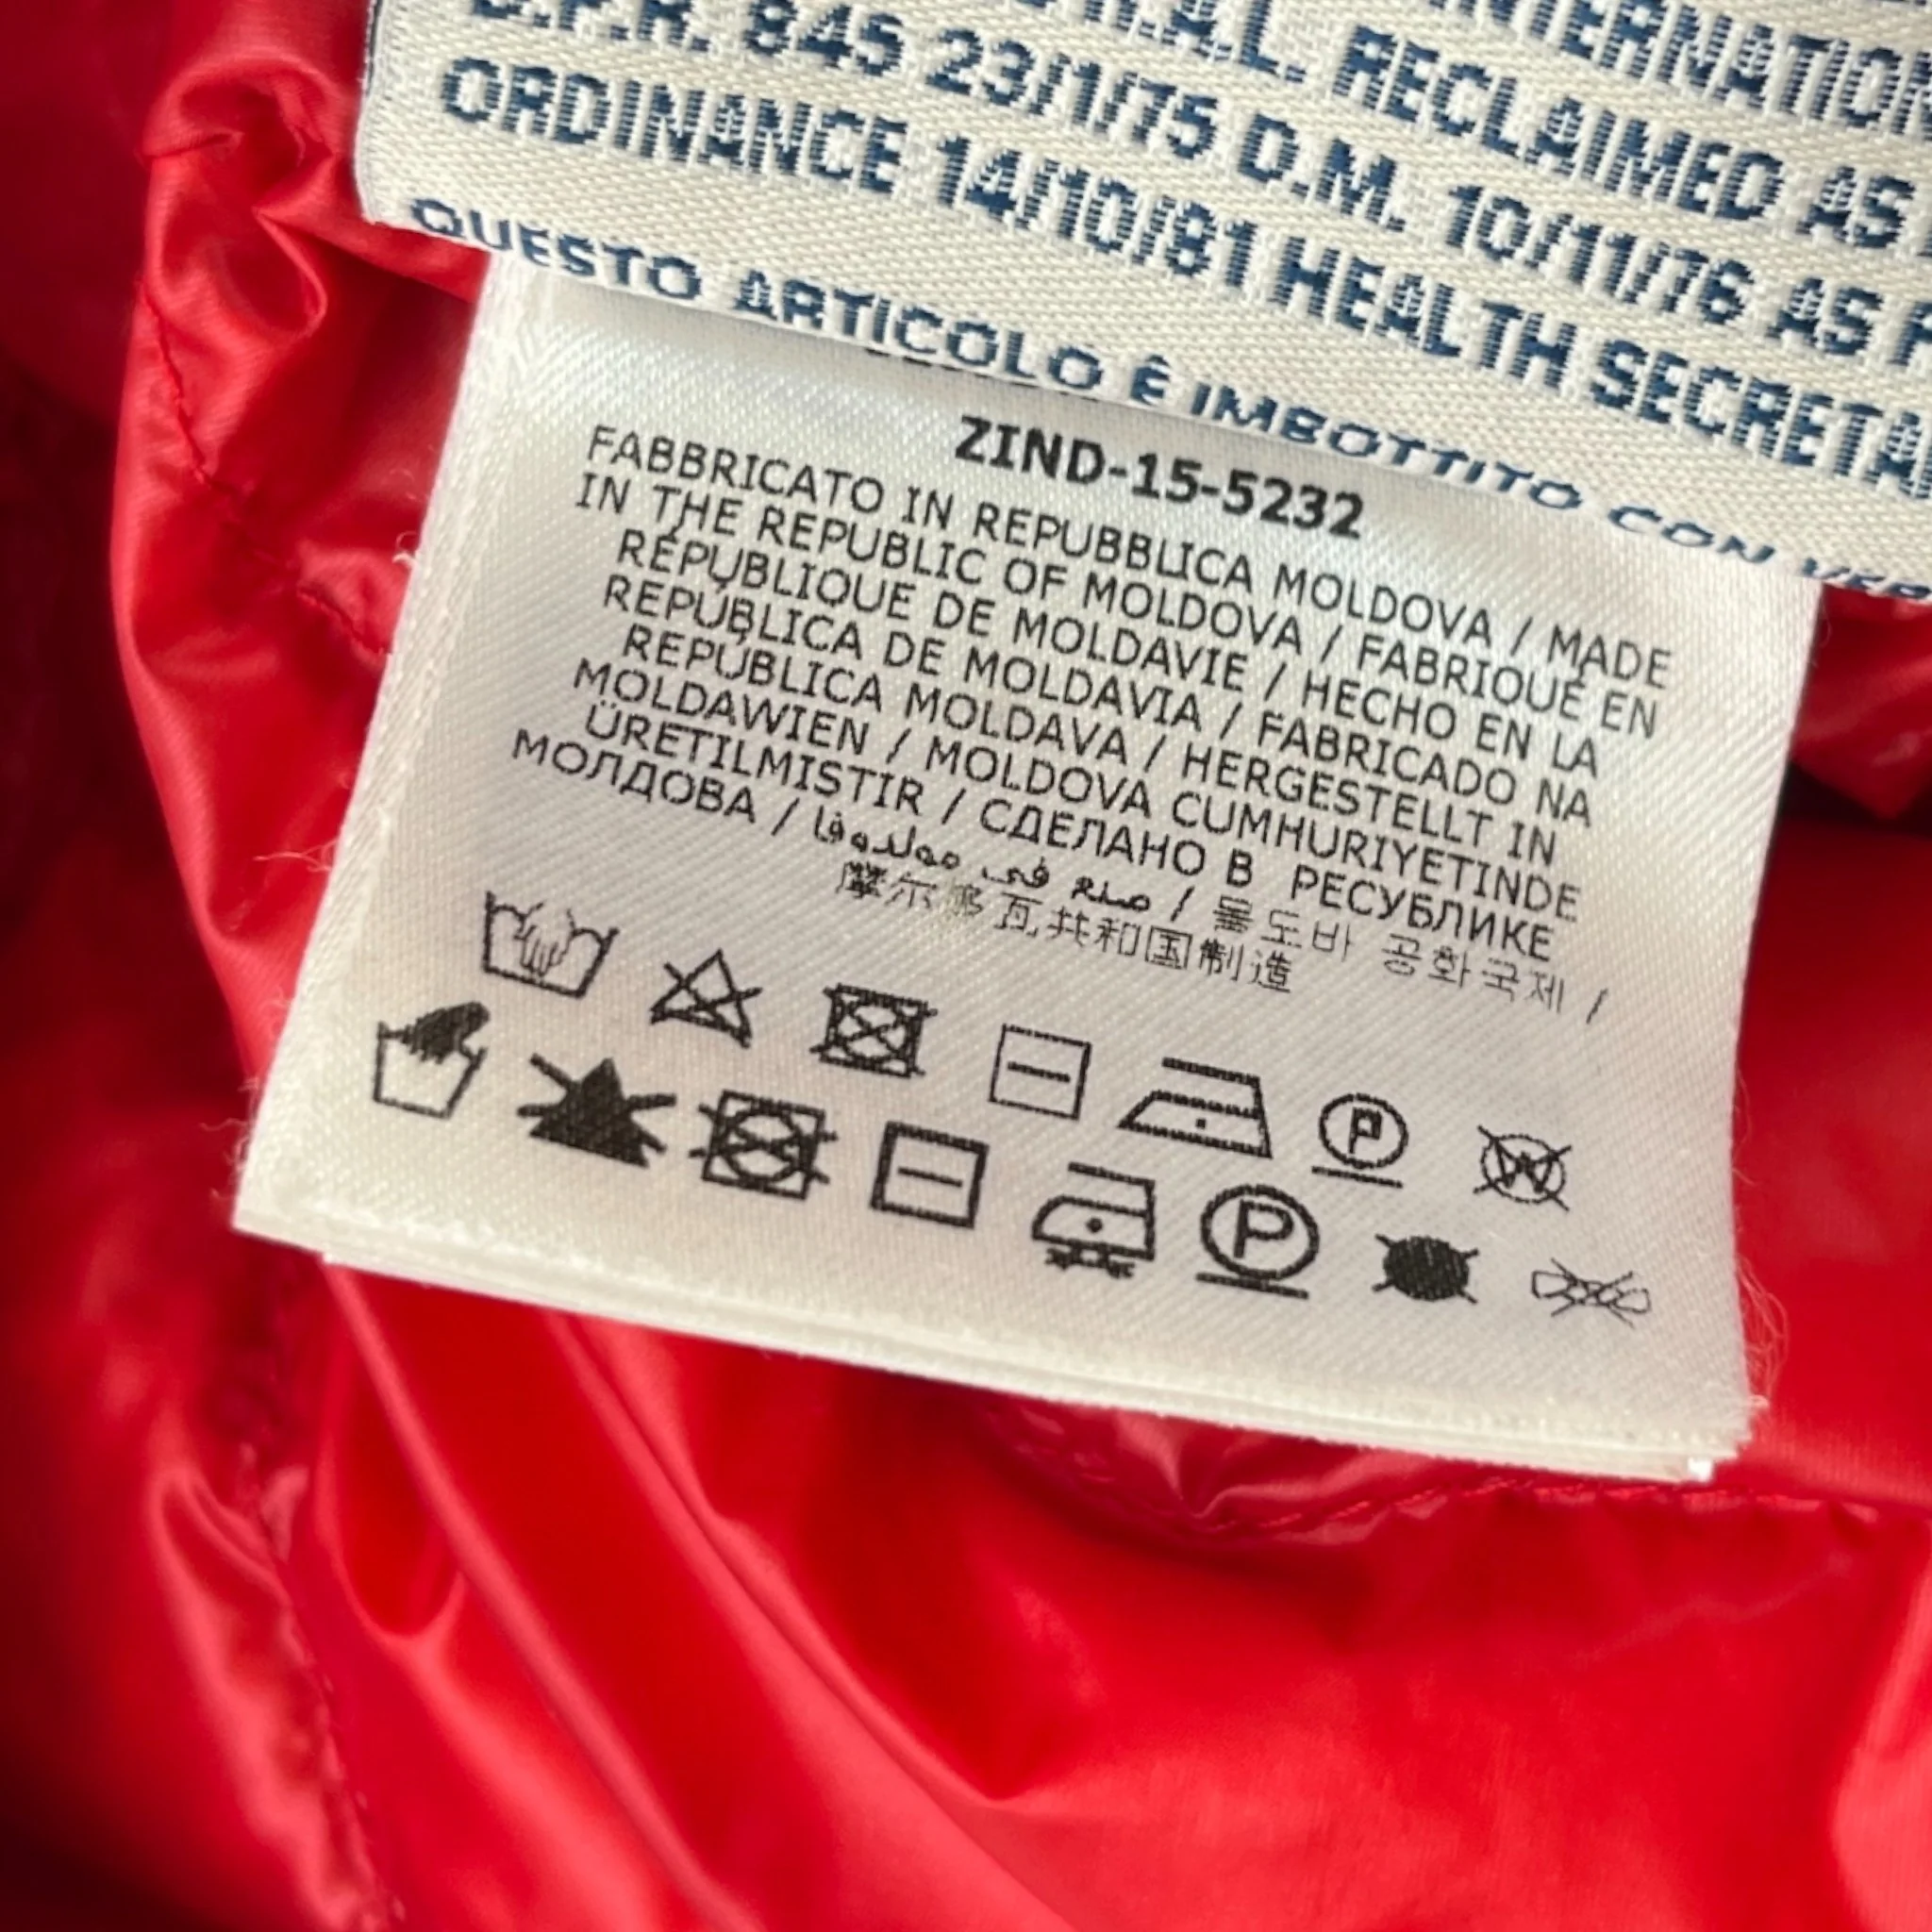 INTERNATION
R.A.L. RECLAIMED AS
D.P.R. 845 23/1/75 D.M. 10/11/76 AS
ORDINANCE 14/10/81 HEALTH SECRETA
QUESTO ARTICOLO Ê IMBOTTITO CON
ZIND-15-5232
FABBRICATO IN REPUBBLICA MOLDOVA / MADE
IN THE REPUBLIC OF MOLDOVA / FABRIQUÉ EN
RÉPUBLIQUE DE MOLDAVIE / HECHO EN LA
REPÚBLICA DE MOLDAVIA / FABRICADO NA
REPÚBLICA MOLDAVA / HERGESTELLT IN
MOLDAWIEN / MOLDOVA CUMHURIYETINDE
ÜRETILMISTIR / СДЕЛАНО В РЕСУБЛИКЕ
МОЛДОВА / صنع في مولدوفا / 몰도바 공화국제 /
摩尔多瓦共和国制造
P
W
P